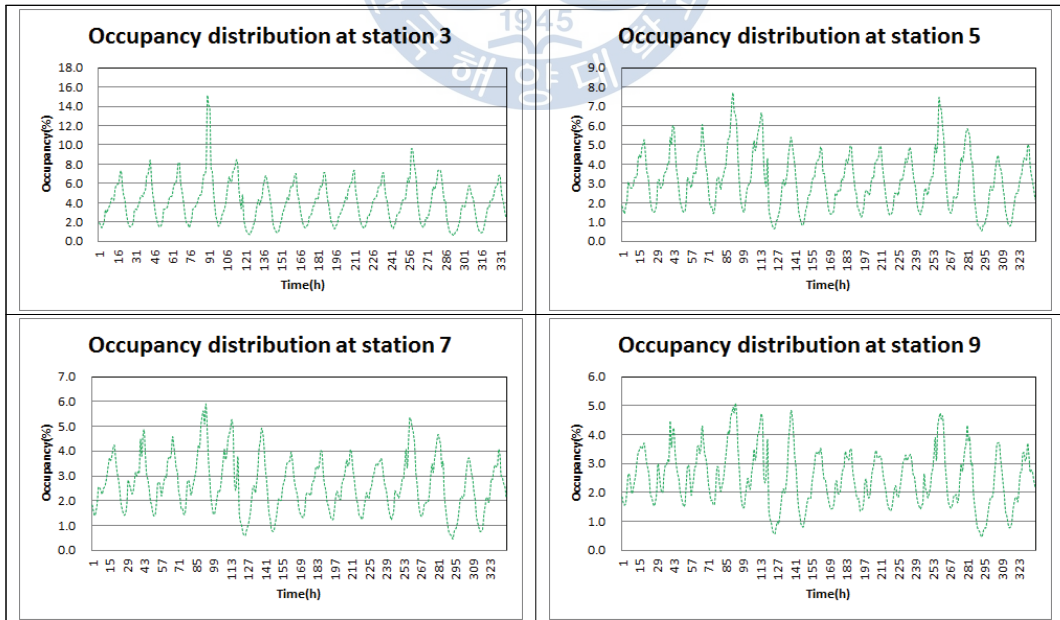 1945
해양대
Occupancy distribution at station 3
18.0
16.0
14.0
12.0
10.0
8.0
6.0
4.0
2.0
0.0
Occupancy(%)
1 16 31 46 61 76 91 106 121 136 151 166 181 196 211 226 241 256 271 286 301 316 331
Time(h)
Occupancy distribution at station 5
9.0
8.0
7.0
6.0
5.0
4.0
3.0
2.0
1.0
0.0
Occupancy(%)
1 15 29 43 57 71 85 99 113 127 141 155 169 183 197 211 225 239 253 267 281 295 309 323
Time(h)
Occupancy distribution at station 7
7.0
6.0
5.0
4.0
3.0
2.0
1.0
0.0
Occupancy(%)
1 15 29 43 57 71 85 99 113 127 141 155 169 183 197 211 225 239 253 267 281 295 309 323
Time(h)
Occupancy distribution at station 9
6.0
5.0
4.0
3.0
2.0
1.0
0.0
Occupancy(%)
1 15 29 43 57 71 85 99 113 127 141 155 169 183 197 211 225 239 253 267 281 295 309 323
Time(h)